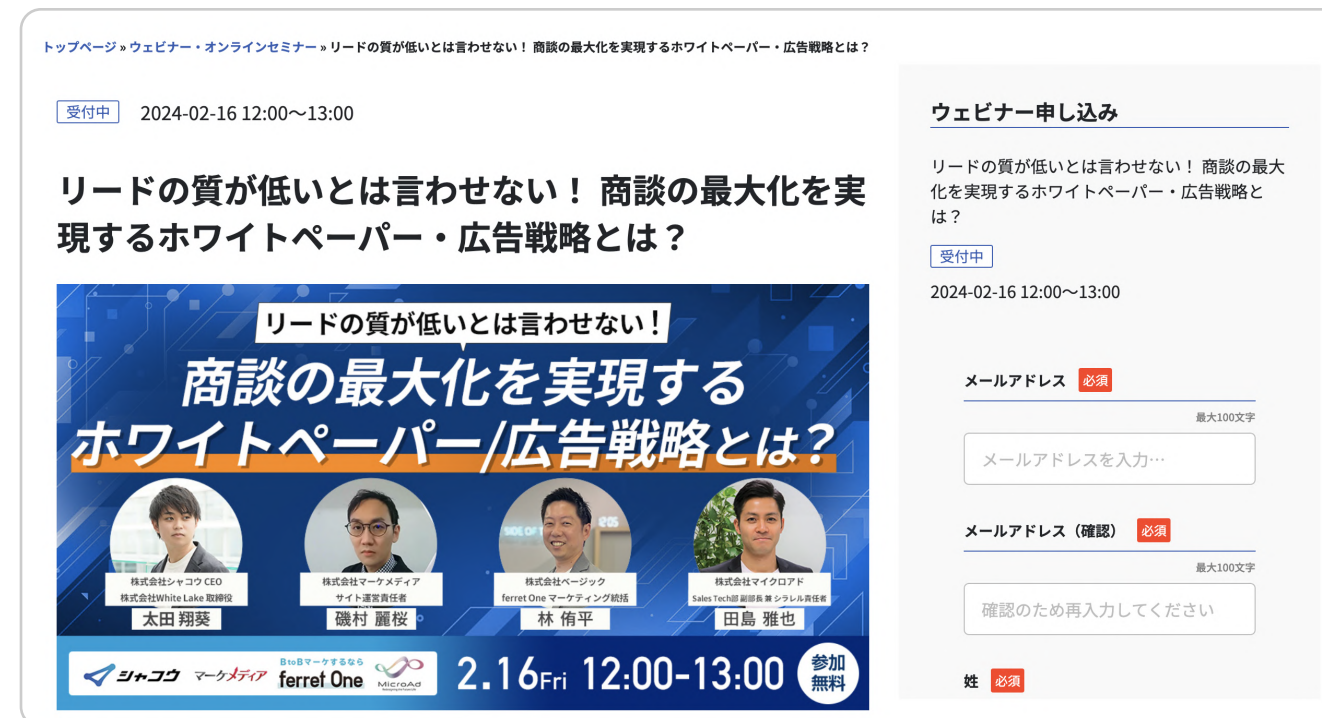 トップページ » ウェビナー・オンラインセミナー » リードの質が低いとは言わせない！ 商談の最大化を実現するホワイトペーパー・広告戦略とは？
受付中 2024-02-16 12:00〜13:00
リードの質が低いとは言わせない！ 商談の最大化を実
現するホワイトペーパー・広告戦略とは？
リードの質が低いとは言わせない！
商談の最大化を実現する
ホワイトペーパー/広告戦略とは？
株式会社シャコウ CEO
株式会社White Lake 取締役
太田 翔葵
株式会社マーケメディア
サイト運営責任者
磯村 麗桜
株式会社ベーシック
ferret One マーケティング統括
林 侑平
株式会社マイクロアド
Sales Tech部 副部長 兼 シラレル責任者
田島 雅也
シャコウ
マーケメディア
BtoBマーケするなら
ferret One
MicroAd
2.16Fri 12:00-13:00
参加
無料
ウェビナー申し込み
リードの質が低いとは言わせない！ 商談の最大
化を実現するホワイトペーパー・広告戦略と
は？
受付中
2024-02-16 12:00〜13:00
メールアドレス 必須
最大100文字
メールアドレスを入力…
メールアドレス（確認） 必須
最大100文字
確認のため再入力してください
姓 必須